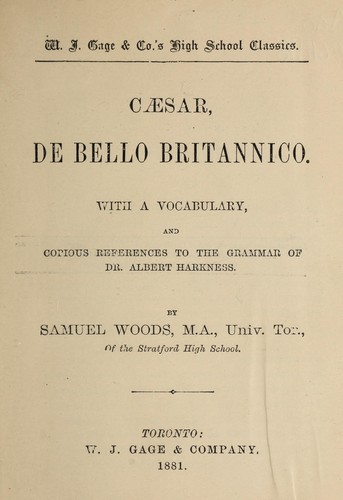 W. J. Gage & Co.'s High School Classics.
CÆSAR,
DE BELLO BRITANNICO.
WITH A VOCABULARY,
AND
COPIOUS REFERENCES TO THE GRAMMAR OF
DR. ALBERT HARKNESS.
BY
SAMUEL WOODS, M.A., Univ. Tor.,
Of the Stratford High School.
TORONTO:
W. J. GAGE & COMPANY,
1881.